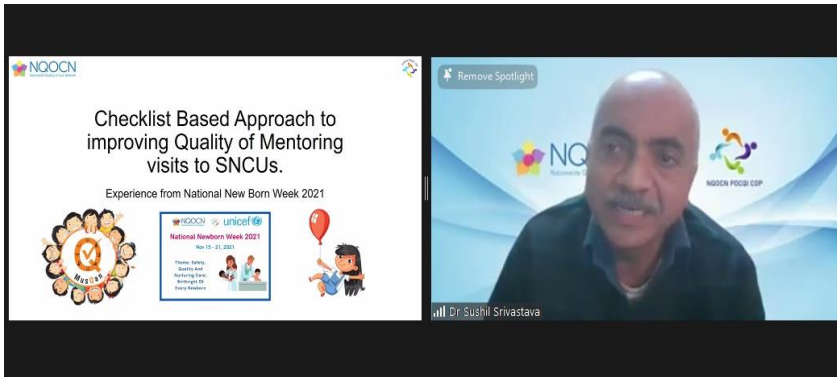 NQOCN
Checklist Based Approach to
improving Quality of Mentoring
visits to SNCUs.
Experience from National New Born Week 2021
MusQan
NQOCN
unicef
National Newborn Week 2021
Nov 15 - 21, 2021
Theme: Safety,
Quality And
Nurturing Care:
Birthright Of
Every Newborn
Remove Spotlight
NQ
NQOCN POCQI COP
Dr Sushil Srivastava